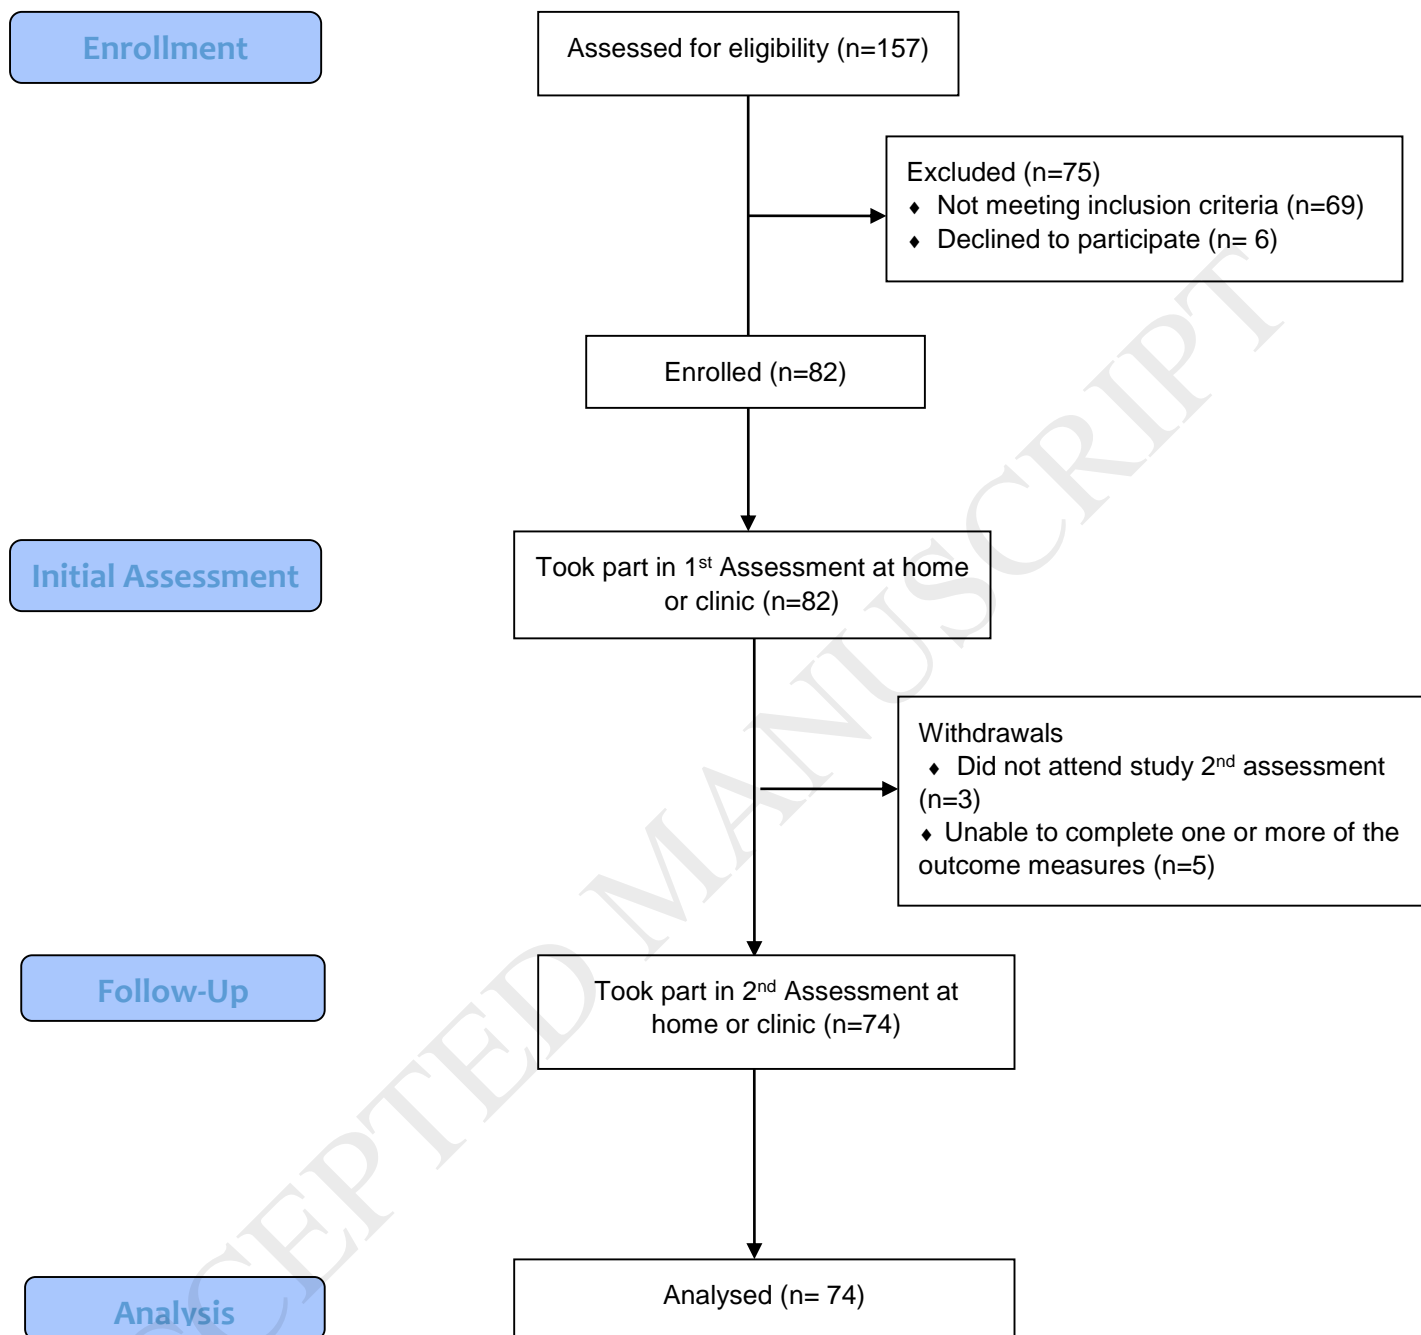 Enrollment
Assessed for eligibility (n=157)
Excluded (n=75)
♦ Not meeting inclusion criteria (n=69)
♦ Declined to participate (n= 6)
Enrolled (n=82)
Initial Assessment
Took part in 1st Assessment at home
or clinic (n=82)
Withdrawals
♦ Did not attend study 2nd assessment
(n=3)
♦ Unable to complete one or more of the
outcome measures (n=5)
Follow-Up
Took part in 2nd Assessment at
home or clinic (n=74)
Analysis
Analysed (n= 74)
CCEPTED MANUSCRIPT